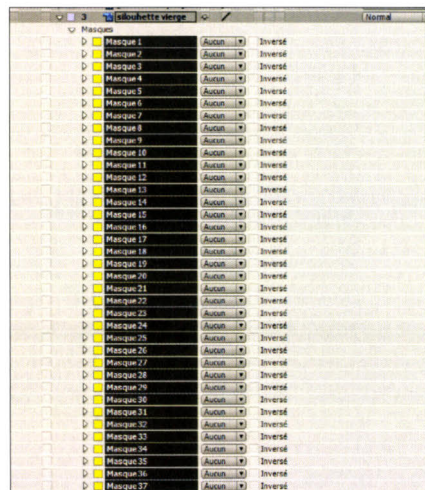 3 silouhette vierge Normal
Masques
Masque 1 Aucun Inversé
Masque 2 Aucun Inversé
Masque 3 Aucun Inversé
Masque 4 Aucun Inversé
Masque 5 Aucun Inversé
Masque 6 Aucun Inversé
Masque 7 Aucun Inversé
Masque 8 Aucun Inversé
Masque 9 Aucun Inversé
Masque 10 Aucun Inversé
Masque 11 Aucun Inversé
Masque 12 Aucun Inversé
Masque 13 Aucun Inversé
Masque 14 Aucun Inversé
Masque 15 Aucun Inversé
Masque 16 Aucun Inversé
Masque 17 Aucun Inversé
Masque 18 Aucun Inversé
Masque 19 Aucun Inversé
Masque 20 Aucun Inversé
Masque 21 Aucun Inversé
Masque 22 Aucun Inversé
Masque 23 Aucun Inversé
Masque 24 Aucun Inversé
Masque 25 Aucun Inversé
Masque 26 Aucun Inversé
Masque 27 Aucun Inversé
Masque 28 Aucun Inversé
Masque 29 Aucun Inversé
Masque 30 Aucun Inversé
Masque 31 Aucun Inversé
Masque 32 Aucun Inversé
Masque 33 Aucun Inversé
Masque 34 Aucun Inversé
Masque 35 Aucun Inversé
Masque 36 Aucun Inversé
Masque 37 Aucun Inversé